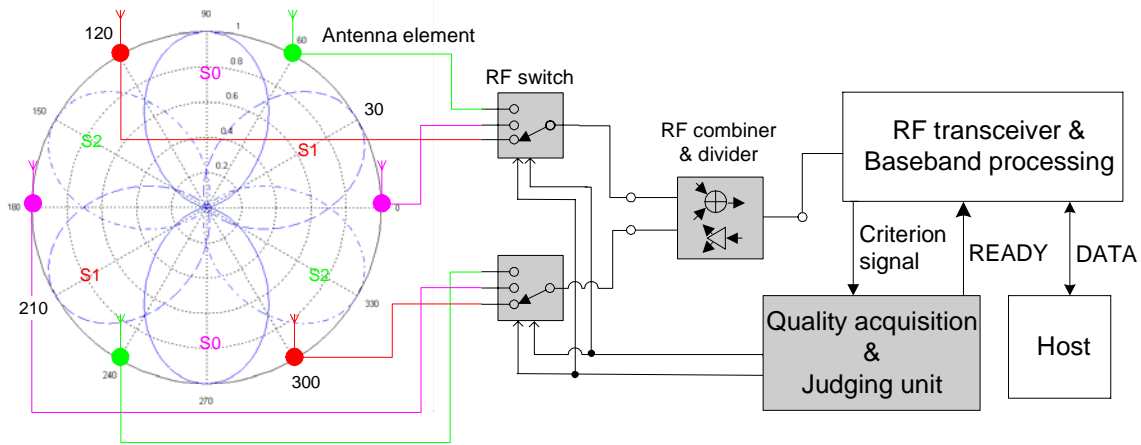 90
120
60
1
Antenna element
0.8
S0
RF switch
0.6
150
30
0.4
S2
S1
0.2
RF combiner
& divider
RF transceiver &
Baseband processing
180
0
Criterion
signal
READY
DATA
S1
S2
210
330
S0
240
300
270
Quality acquisition
&
Judging unit
Host